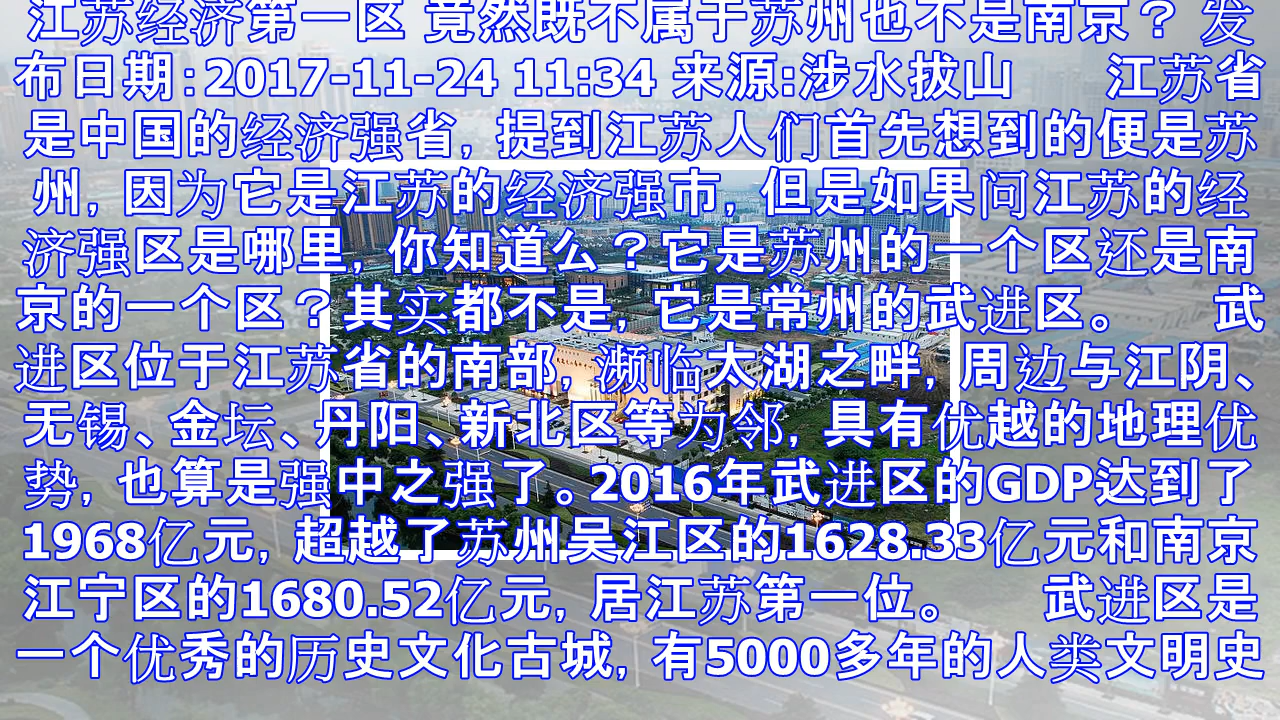 江苏经济第一区 竟然既不属于苏州也不是南京？ 发
布日期:2017-11-24 11:34 来源:涉水拔山 江苏省
是中国的经济强省, 提到江苏人们首先想到的便是苏
州, 因为它是江苏的经济强市, 但是如果问江苏的经
济强区是哪里, 你知道么？它是苏州的一个区还是南
京的一个区？其实都不是, 它是常州的武进区。 武
进区位于江苏省的南部, 濒临太湖之畔, 周边与江阴、
无锡、金坛、丹阳、新北区等为邻, 具有优越的地理优
势, 也算是强中之强了。2016年武进区的GDP达到了
1968亿元, 超越了苏州吴江区的1628.33亿元和南京
江宁区的1680.52亿元, 居江苏第一位。 武进区是
一个优秀的历史文化古城, 有5000多年的人类文明史